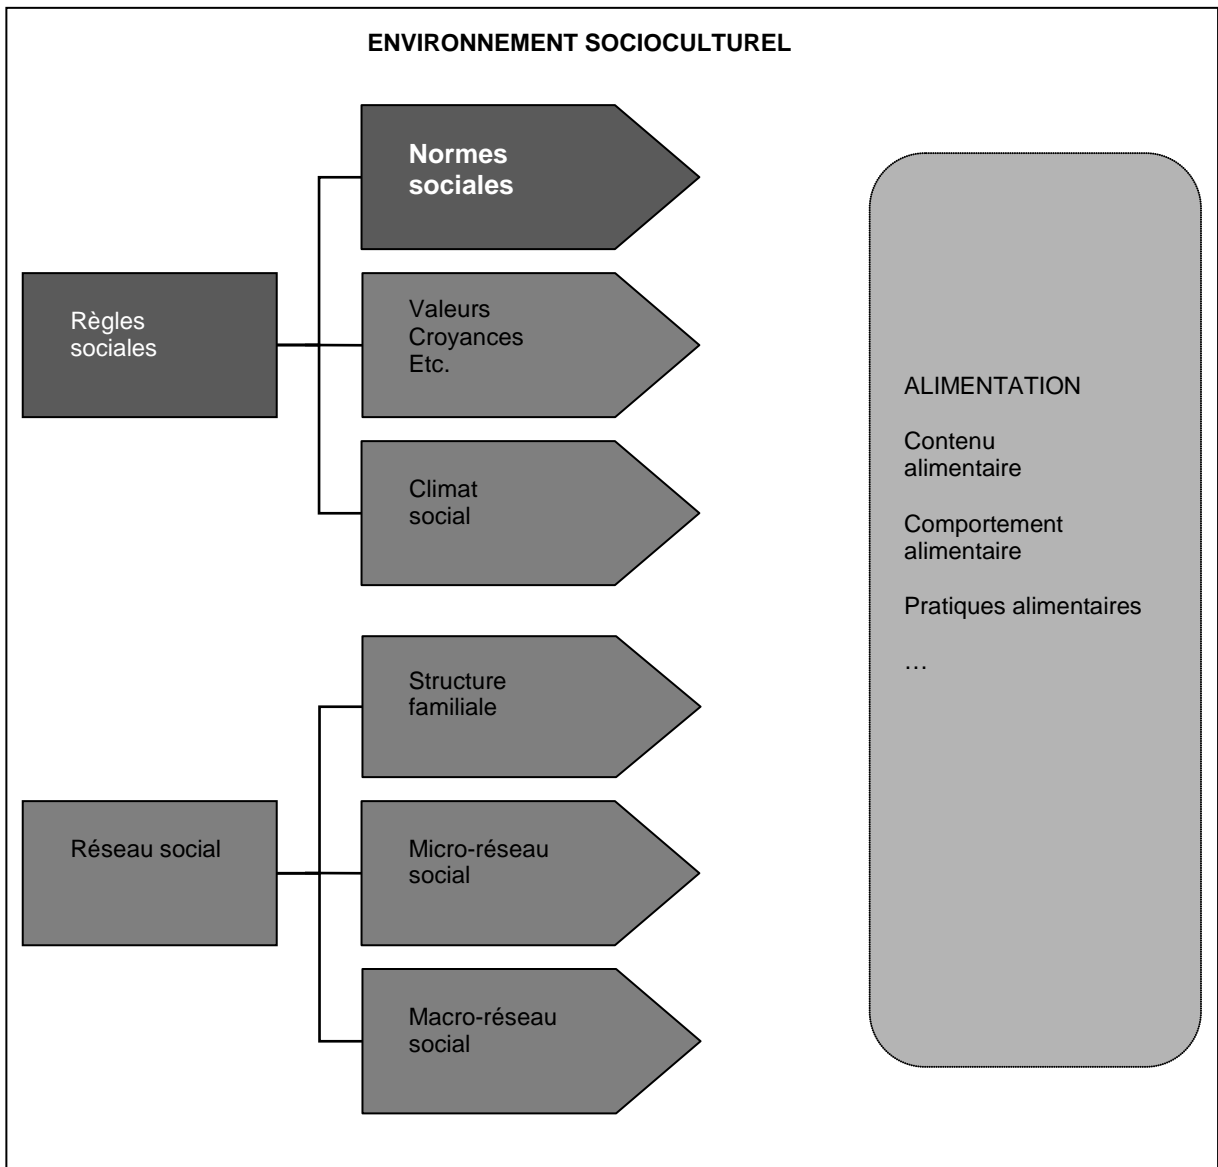 ENVIRONNEMENT SOCIOCULTUREL
Normes
sociales
Règles
sociales
Valeurs
Croyances
Etc.
Climat
social
Structure
familiale
Réseau social
Micro-réseau
social
Macro-réseau
social
ALIMENTATION
Contenu
alimentaire
Comportement
alimentaire
Pratiques alimentaires
…